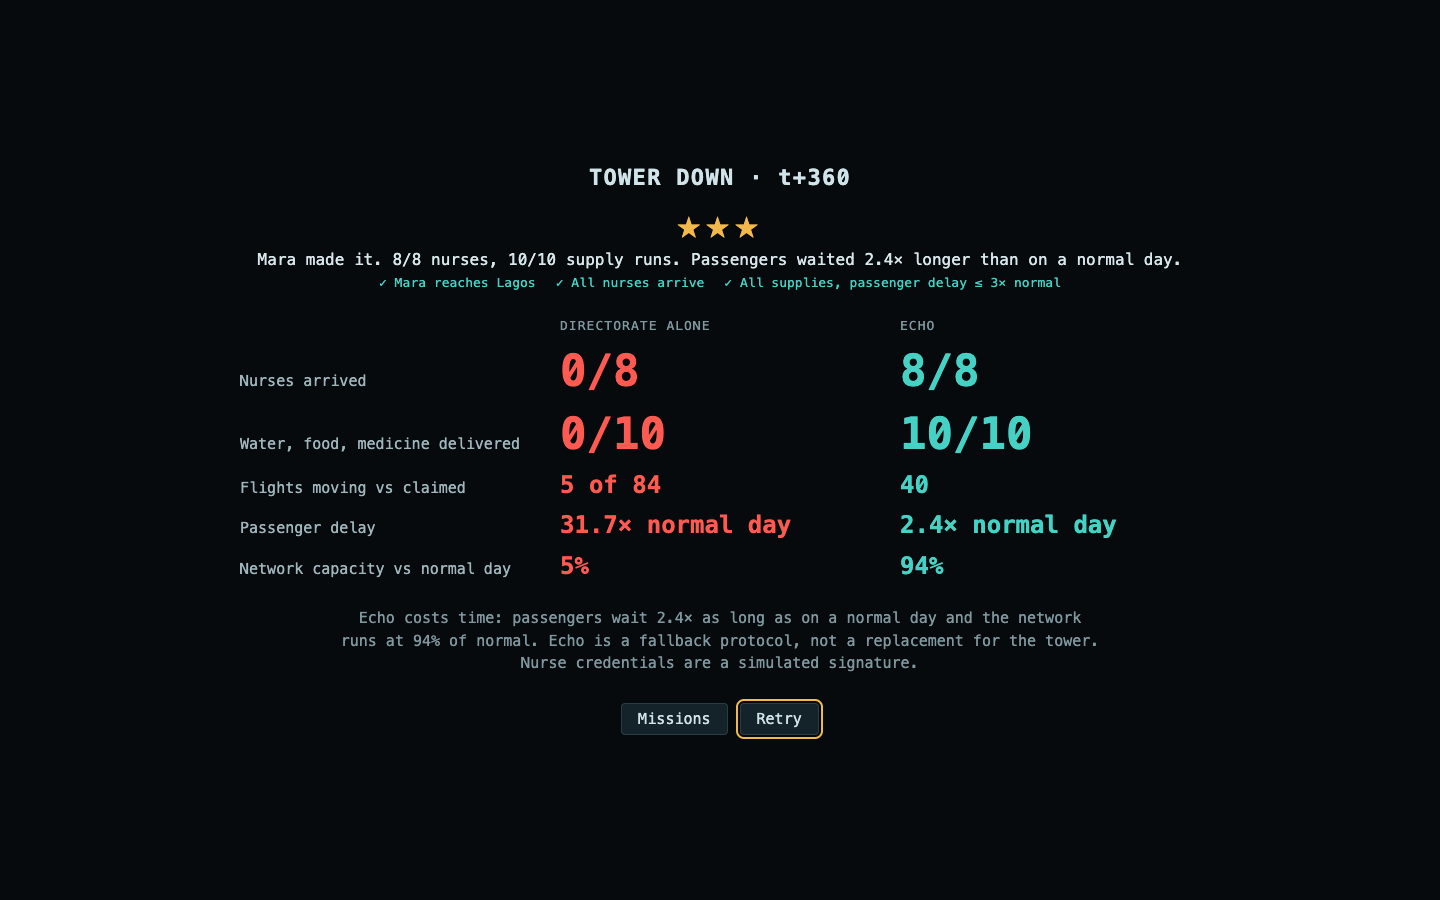 TOWER DOWN · t+360
★★★
Mara made it. 8/8 nurses, 10/10 supply runs. Passengers waited 2.4× longer than on a normal day.
✓ Mara reaches Lagos ✓ All nurses arrive ✓ All supplies, passenger delay ≤ 3× normal
DIRECTORATE ALONE ECHO
Nurses arrived 0/8 8/8
Water, food, medicine delivered 0/10 10/10
Flights moving vs claimed 5 of 84 40
Passenger delay 31.7× normal day 2.4× normal day
Network capacity vs normal day 5% 94%
Echo costs time: passengers wait 2.4× as long as on a normal day and the network
runs at 94% of normal. Echo is a fallback protocol, not a replacement for the tower.
Nurse credentials are a simulated signature.
Missions Retry